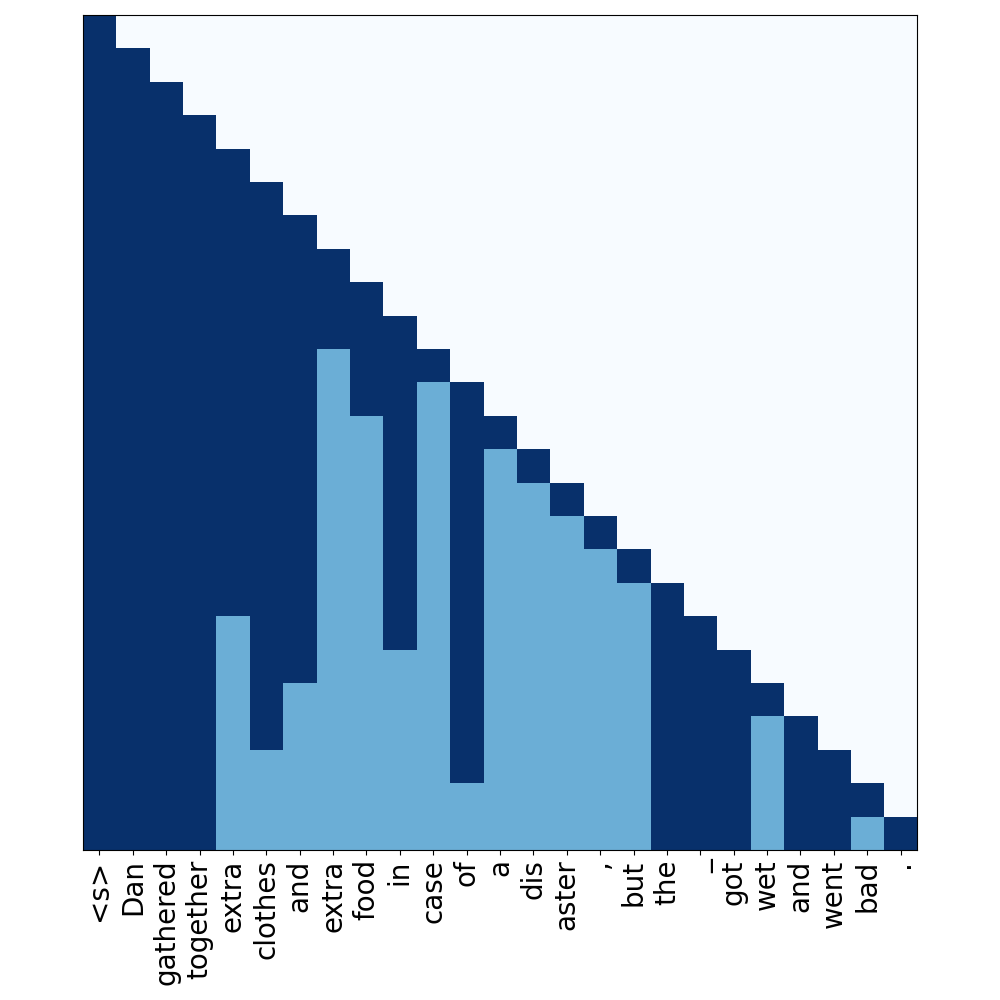 <s>
Dan
gathered
together
extra
clothes
and
extra
food
in
case
of
a
dis
aster
,
but
the
_
got
wet
and
went
bad
.